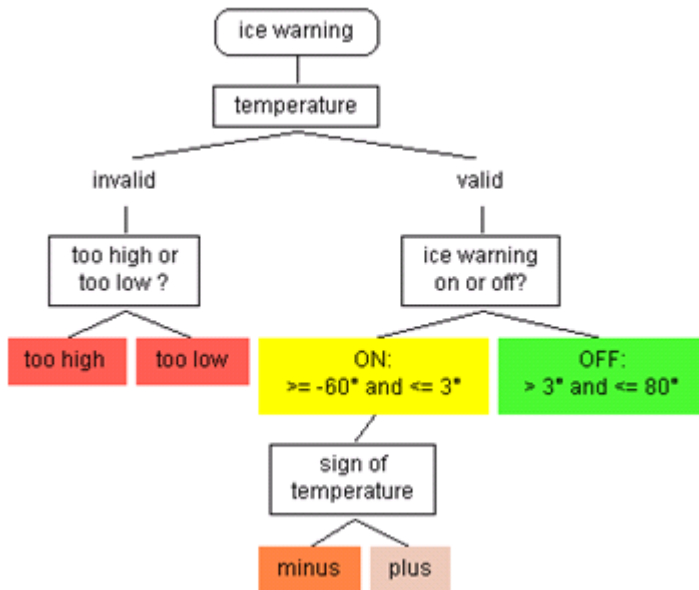 ice warning
temperature
invalid
valid
too high or
too low ?
ice warning
on or off?
too high
too low
ON:
>= -60° and <= 3°
OFF:
> 3° and <= 80°
sign of
temperature
minus
plus